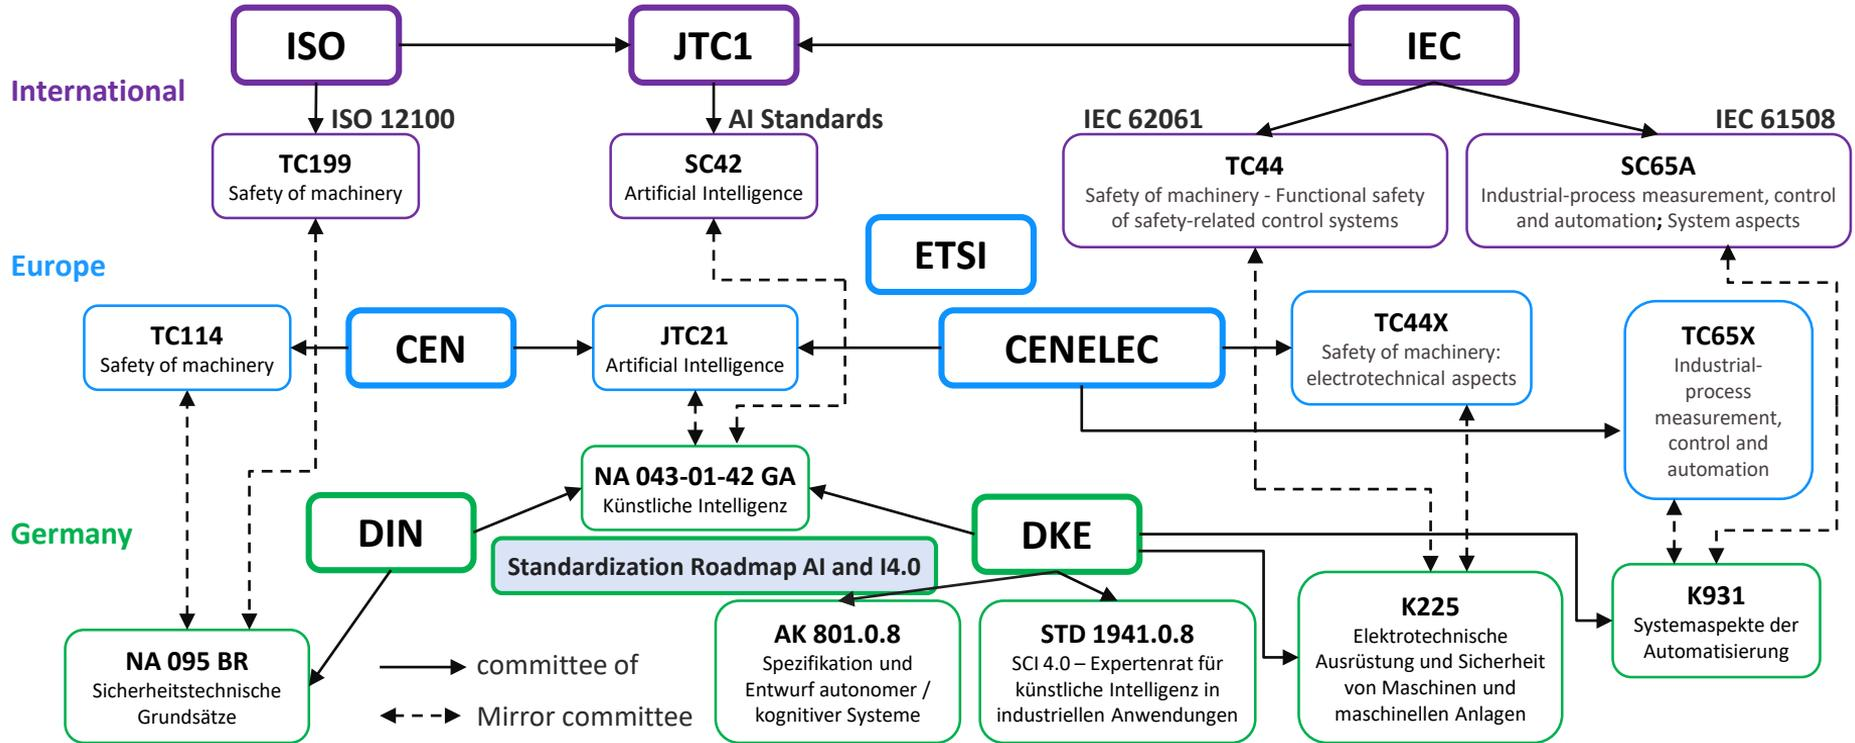 ISO
JTC1
IEC
International
ISO 12100
AI Standards
IEC 62061
IEC 61508
TC199
Safety of machinery
SC42
Artificial Intelligence
TC44
Safety of machinery - Functional safety
of safety-related control systems
SC65A
Industrial-process measurement, control
and automation; System aspects
Europe
ETSI
TC114
Safety of machinery
CEN
JTC21
Artificial Intelligence
CENELEC
TC44X
Safety of machinery:
electrotechnical aspects
TC65X
Industrial-
process
measurement,
control and
automation
Germany
DIN
NA 043-01-42 GA
Künstliche Intelligenz
DKE
Standardization Roadmap AI and I4.0
NA 095 BR
Sicherheitstechnische
Grundsätze
committee of
Mirror committee
AK 801.0.8
Spezifikation und
Entwurf autonomer /
kognitiver Systeme
STD 1941.0.8
SCI 4.0 – Expertenrat für
künstliche Intelligenz in
industriellen Anwendungen
K225
Elektrotechnische
Ausrüstung und Sicherheit
von Maschinen und
maschinellen Anlagen
K931
Systemaspekte der
Automatisierung